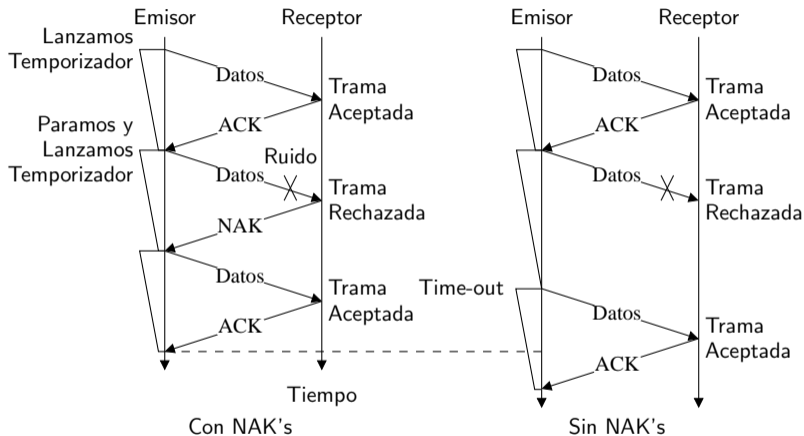 Emisor
Receptor
Lanzamos
Temporizador
Datos
Trama
Aceptada
ACK
Paramos y
Lanzamos
Temporizador
Ruido
Datos
Trama
Rechazada
NAK
Datos
Trama
Aceptada
ACK
Tiempo
Con NAK's
Emisor
Receptor
Datos
Trama
Aceptada
ACK
Datos
Trama
Rechazada
Time-out
Datos
Trama
Aceptada
ACK
Sin NAK's